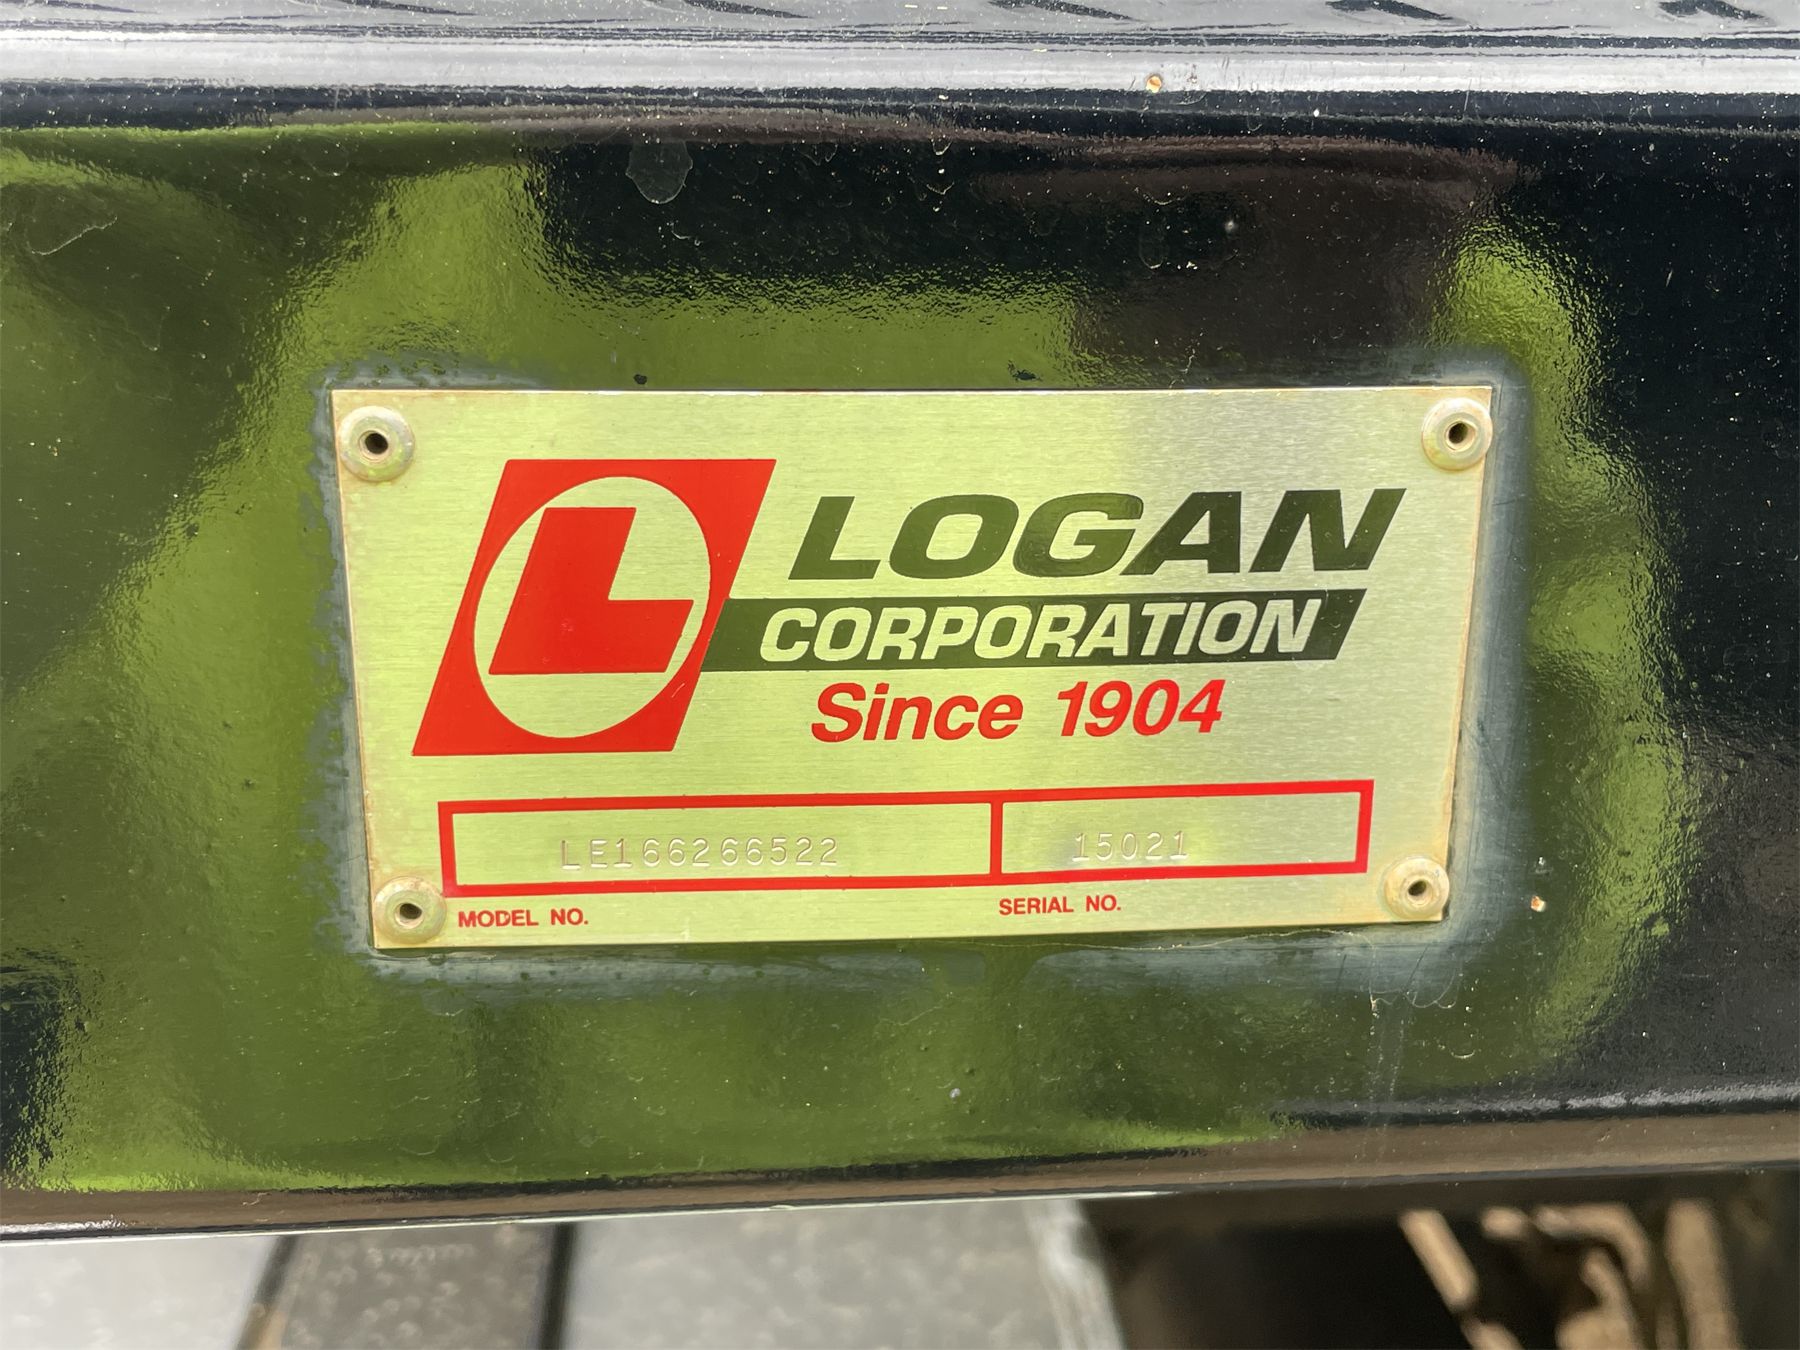 L LOGAN
CORPORATION
Since 1904
LE166266522 15021
MODEL NO. SERIAL NO.